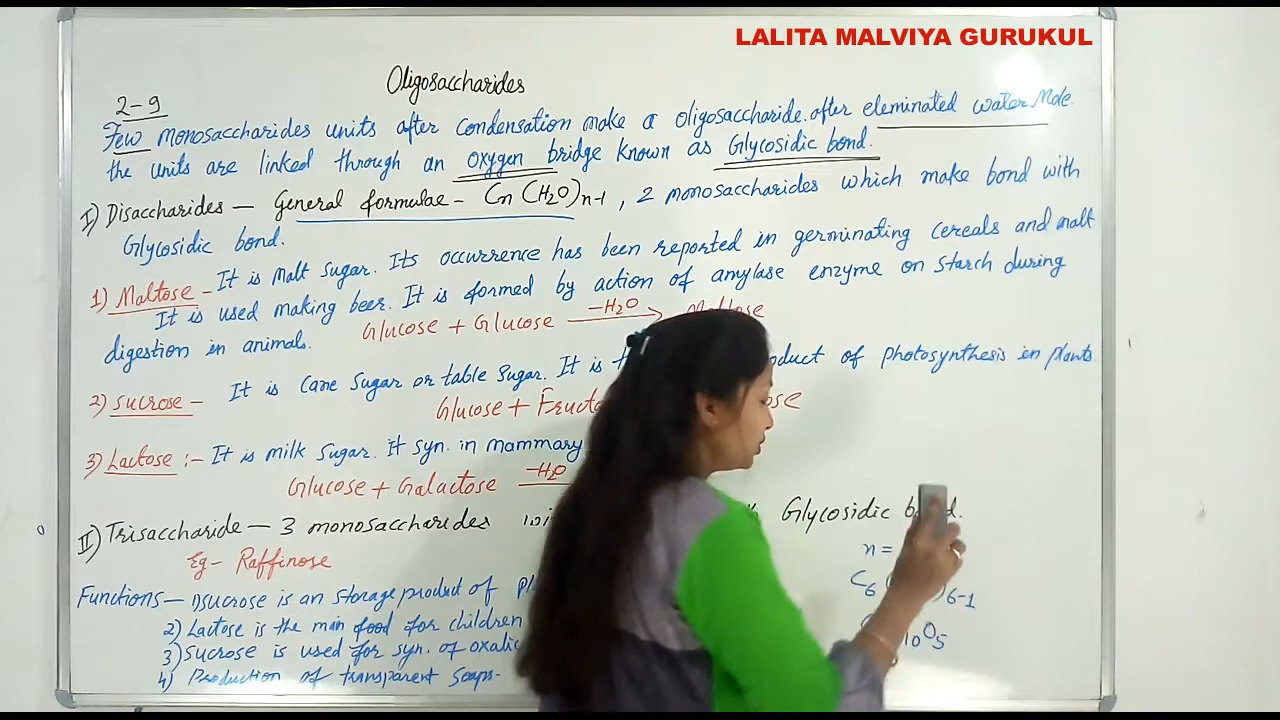 LALITA MALVIYA GURUKUL
Oligosaccharides
2-9
Few monosaccharides units after condensation make a oligosaccharide. after eleminated water Mole.
the units are linked through an oxygen bridge known as Glycosidic bond.
I) Disaccharides — General formulae - Cn (H2O)n-1 , 2 monosaccharides which make bond with
Glycosidic bond.
1) Maltose - It is Malt Sugar. Its occurrence has been reported in germinating cereals and malt
It is used making beer. It is formed by action of amylase enzyme on Starch during
digestion in animals.
Glucose + Glucose -H2O → Maltose
2) Sucrose - It is Cane Sugar or table Sugar. It is of photosynthesis in plants
Glucose +
3) Lactose :- It is milk Sugar. It syn. in mammary
Glucose + Galactose -H2O
II) Trisaccharide — 3 monosaccharides Glycosidic
Eg- Raffinose
n =
C6 )6-1
10O5
Functions — 1) Sucrose is an storage product of
2) Lactose is the main food for children
3) Sucrose is used for syn. of
4) Production of transparent Soaps-